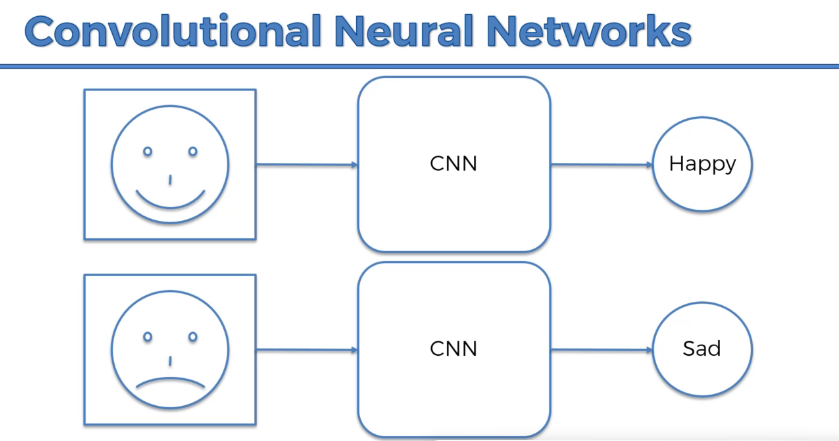 Convolutional Neural Networks
CNN
Happy
CNN
Sad